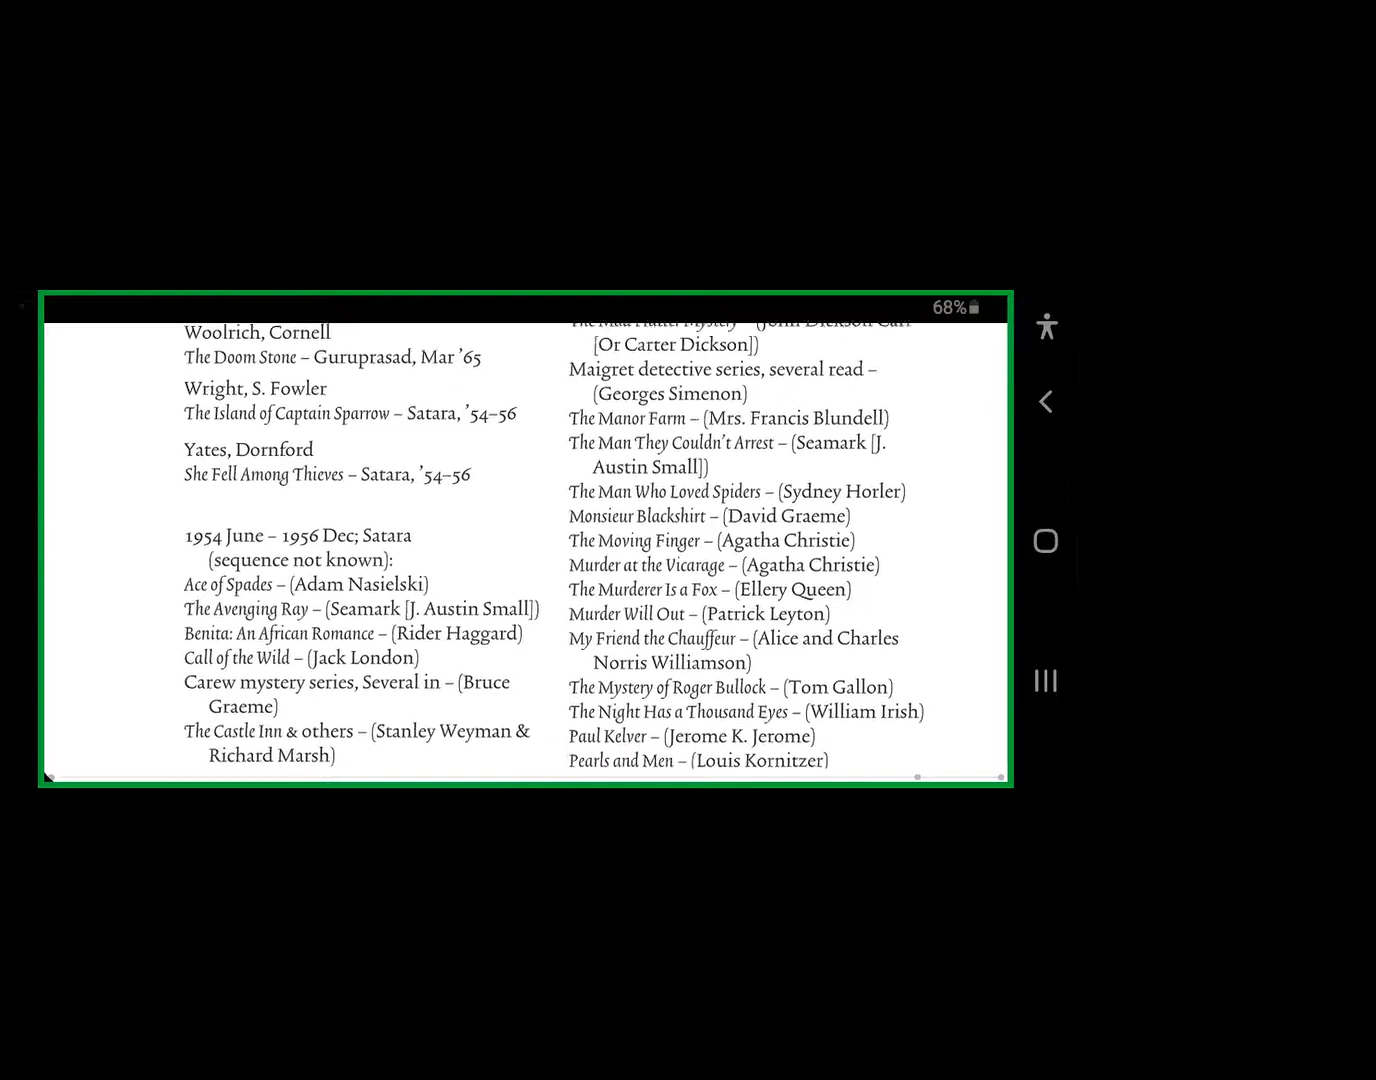 68%
Woolrich, Cornell
The Doom Stone – Guruprasad, Mar ’65
Wright, S. Fowler
The Island of Captain Sparrow – Satara, ’54–56
Yates, Dornford
She Fell Among Thieves – Satara, ’54–56
1954 June – 1956 Dec; Satara
(sequence not known):
Ace of Spades – (Adam Nasielski)
The Avenging Ray – (Seamark [J. Austin Small])
Benita: An African Romance – (Rider Haggard)
Call of the Wild – (Jack London)
Carew mystery series, Several in – (Bruce
Graeme)
The Castle Inn & others – (Stanley Weyman &
Richard Marsh)
The Mad Hatter Mystery – (John Dickson Carr
[Or Carter Dickson])
Maigret detective series, several read –
(Georges Simenon)
The Manor Farm – (Mrs. Francis Blundell)
The Man They Couldn’t Arrest – (Seamark [J.
Austin Small])
The Man Who Loved Spiders – (Sydney Horler)
Monsieur Blackshirt – (David Graeme)
The Moving Finger – (Agatha Christie)
Murder at the Vicarage – (Agatha Christie)
The Murderer Is a Fox – (Ellery Queen)
Murder Will Out – (Patrick Leyton)
My Friend the Chauffeur – (Alice and Charles
Norris Williamson)
The Mystery of Roger Bullock – (Tom Gallon)
The Night Has a Thousand Eyes – (William Irish)
Paul Kelver – (Jerome K. Jerome)
Pearls and Men – (Louis Kornitzer)